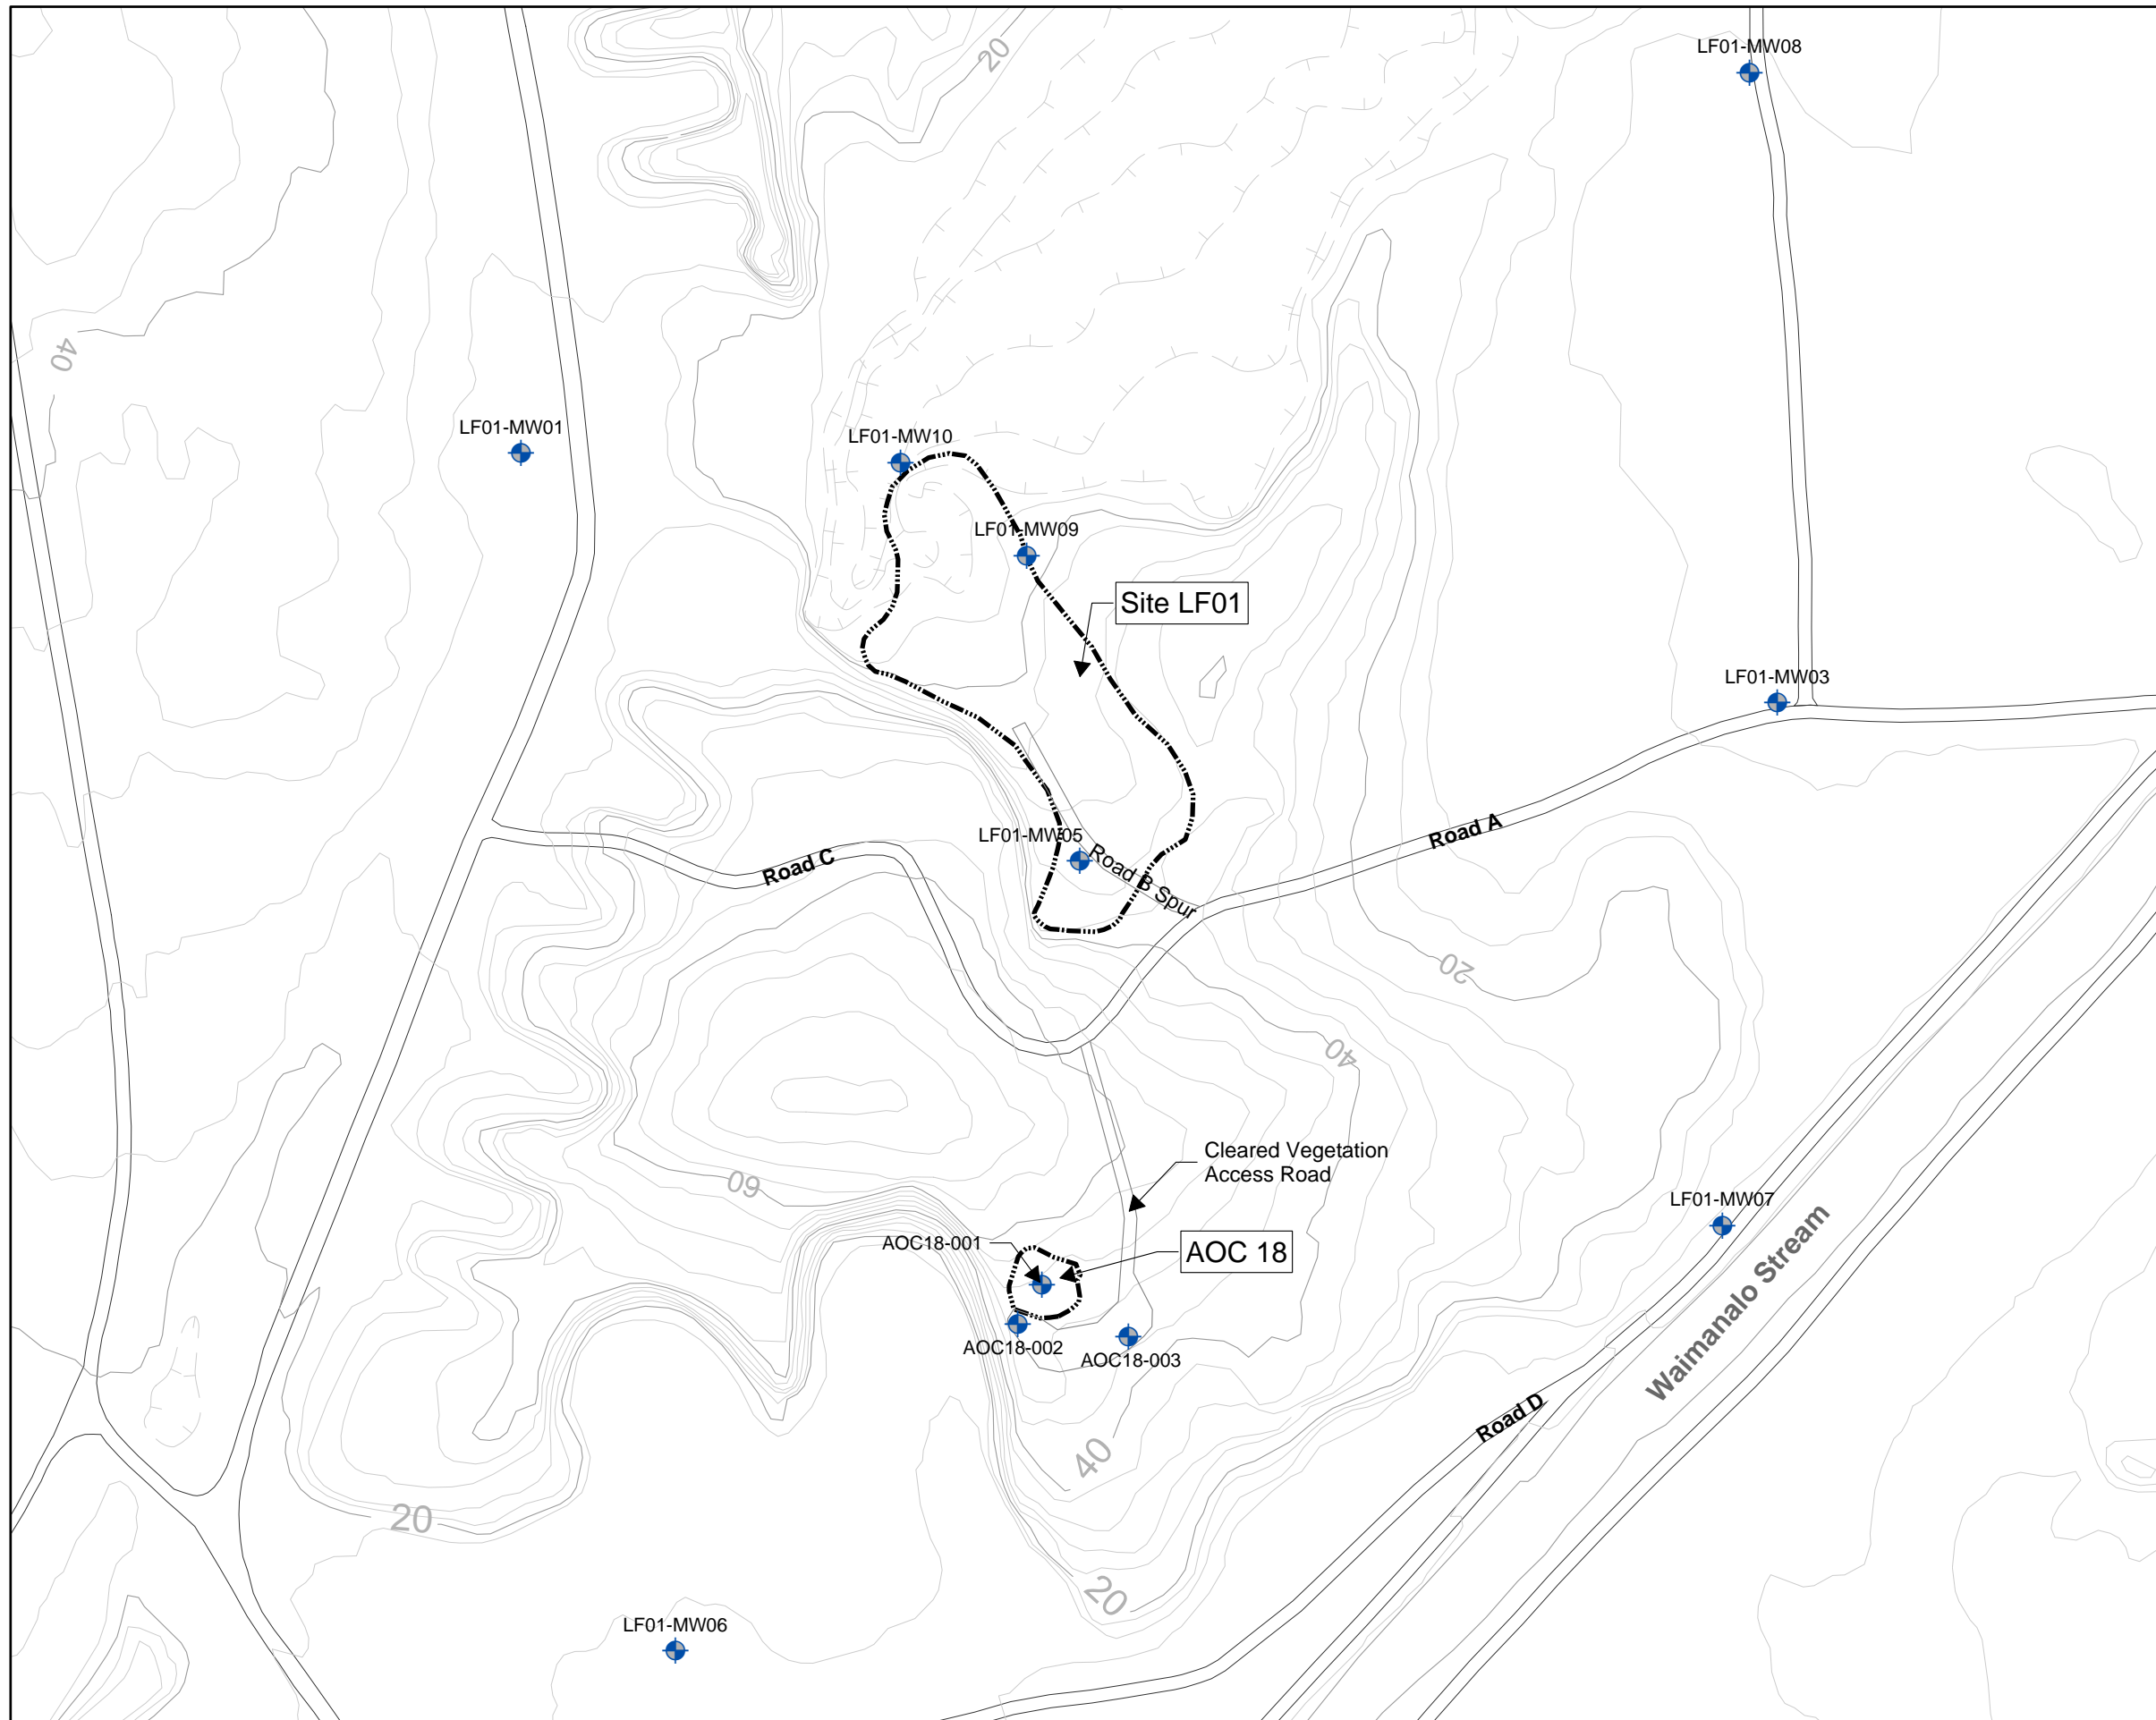 LF01-MW08
20
40
LF01-MW01
LF01-MW10
LF01-MW09
Site LF01
LF01-MW03
Road A
LF01-MW05
Road B Spur
Road C
20
40
Cleared Vegetation
Access Road
60
LF01-MW07
Waimanalo Stream
AOC18-001
AOC 18
AOC18-002
AOC18-003
Road D
40
20
20
LF01-MW06